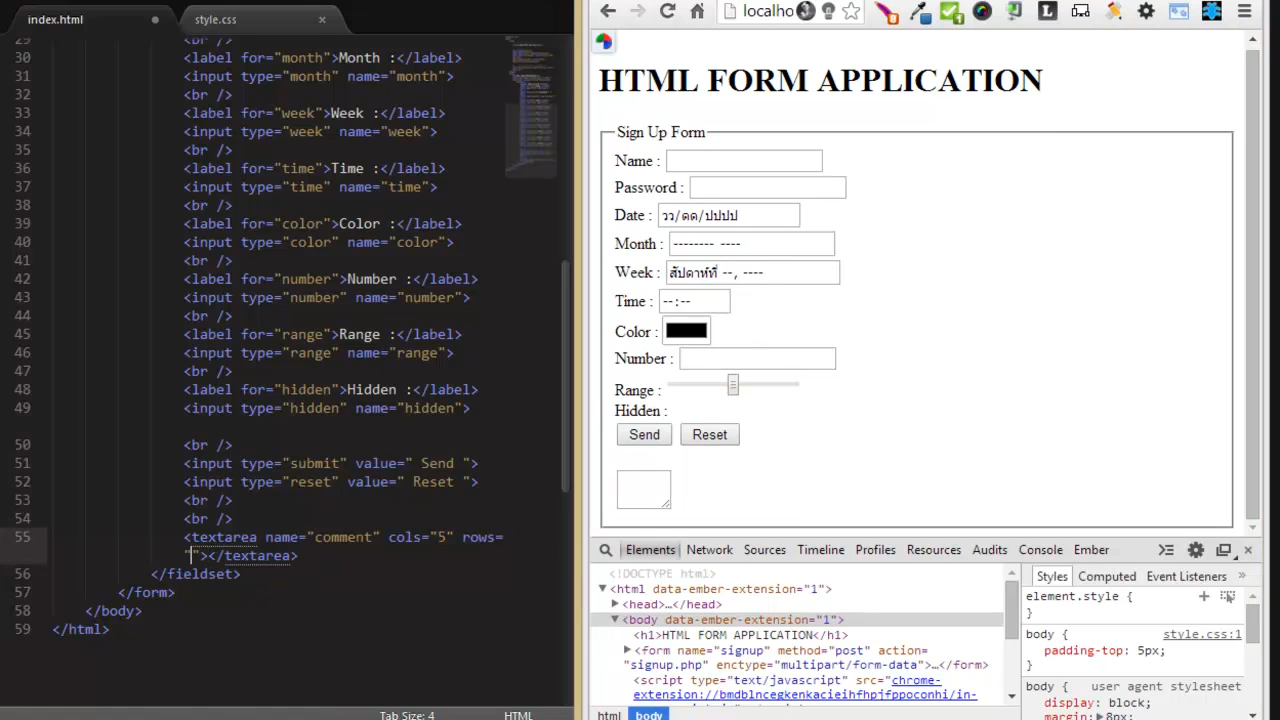 index.html
style.css
29 <br />
30 <label for="month">Month :</label>
31 <input type="month" name="month">
32 <br />
33 <label for="week">Week :</label>
34 <input type="week" name="week">
35 <br />
36 <label for="time">Time :</label>
37 <input type="time" name="time">
38 <br />
39 <label for="color">Color :</label>
40 <input type="color" name="color">
41 <br />
42 <label for="number">Number :</label>
43 <input type="number" name="number">
44 <br />
45 <label for="range">Range :</label>
46 <input type="range" name="range">
47 <br />
48 <label for="hidden">Hidden :</label>
49 <input type="hidden" name="hidden">
50 <br />
51 <input type="submit" value=" Send ">
52 <input type="reset" value=" Reset ">
53 <br />
54 <br />
55 <textarea name="comment" cols="5" rows=
""></textarea>
56 </fieldset>
57 </form>
58 </body>
59 </html>
Tab Size: 4
HTML
localho
HTML FORM APPLICATION
Sign Up Form
Name :
Password :
Date : วว/ดด/ปปปป
Month : -------- ----
Week : สัปดาห์ที่ --, ----
Time : --:--
Color :
Number :
Range :
Hidden :
Send Reset
Elements Network Sources Timeline Profiles Resources Audits Console Ember
<!DOCTYPE html>
<html data-ember-extension="1">
<head>…</head>
<body data-ember-extension="1">
<h1>HTML FORM APPLICATION</h1>
<form name="signup" method="post" action=
"signup.php" enctype="multipart/form-data">…</form>
<script type="text/javascript" src="chrome-
extension://bmdblncegkenkacieihfhpjfppoconhi/in-
html body
Styles Computed Event Listeners »
element.style {
}
body { style.css:1
padding-top: 5px;
}
body { user agent stylesheet
display: block;
margin: 8px;